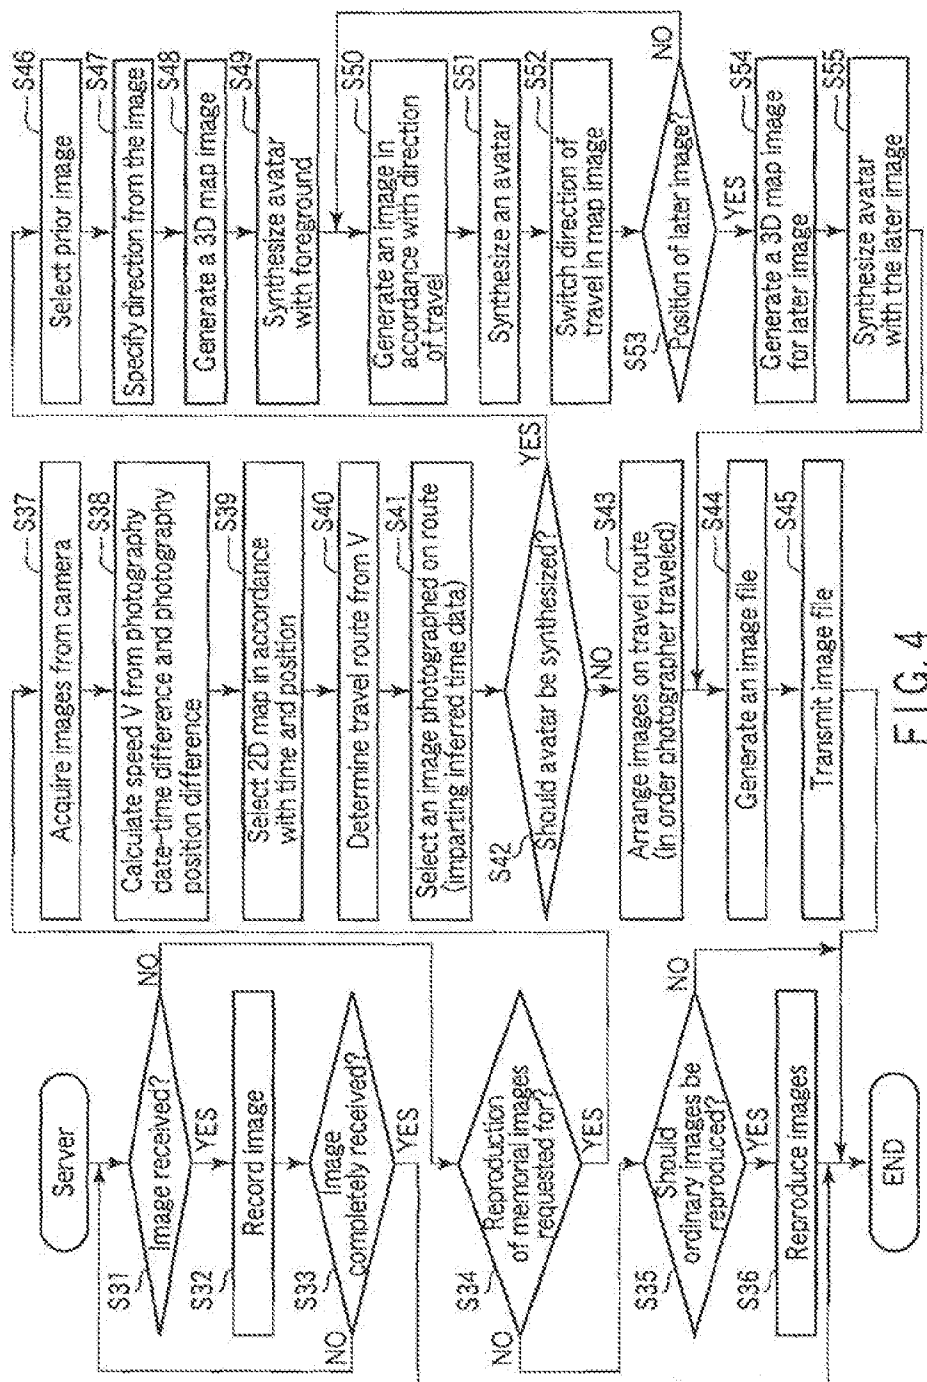 Server
S31
Image received?
NO
YES
S32
Record image
S33
Image
completely received?
NO
YES
S34
Reproduction
of memorial images
requested for?
NO
YES
S35
Should
ordinary images be
reproduced?
NO
YES
S36
Reproduce images
END
S37
Acquire images from camera
S38
Calculate speed V from photography
date-time difference and photography
position difference
S39
Select 2D map in accordance
with time and position
S40
Determine travel route from V
S41
Select an image photographed on route
(imparting inferred time data)
S42
Should avatar be synthesized?
YES
NO
S43
Arrange images on travel route
(in order photographer traveled)
S44
Generate an image file
S45
Transmit image file
S46
Select prior image
S47
Specify direction from the image
S48
Generate a 3D map image
S49
Synthesize avatar
with foreground
S50
Generate an image in
accordance with direction
of travel
S51
Synthesize an avatar
S52
Switch direction of
travel in map image
S53
Position of later image?
NO
YES
S54
Generate a 3D map image
for later image
S55
Synthesize avatar
with the later image
FIG. 4